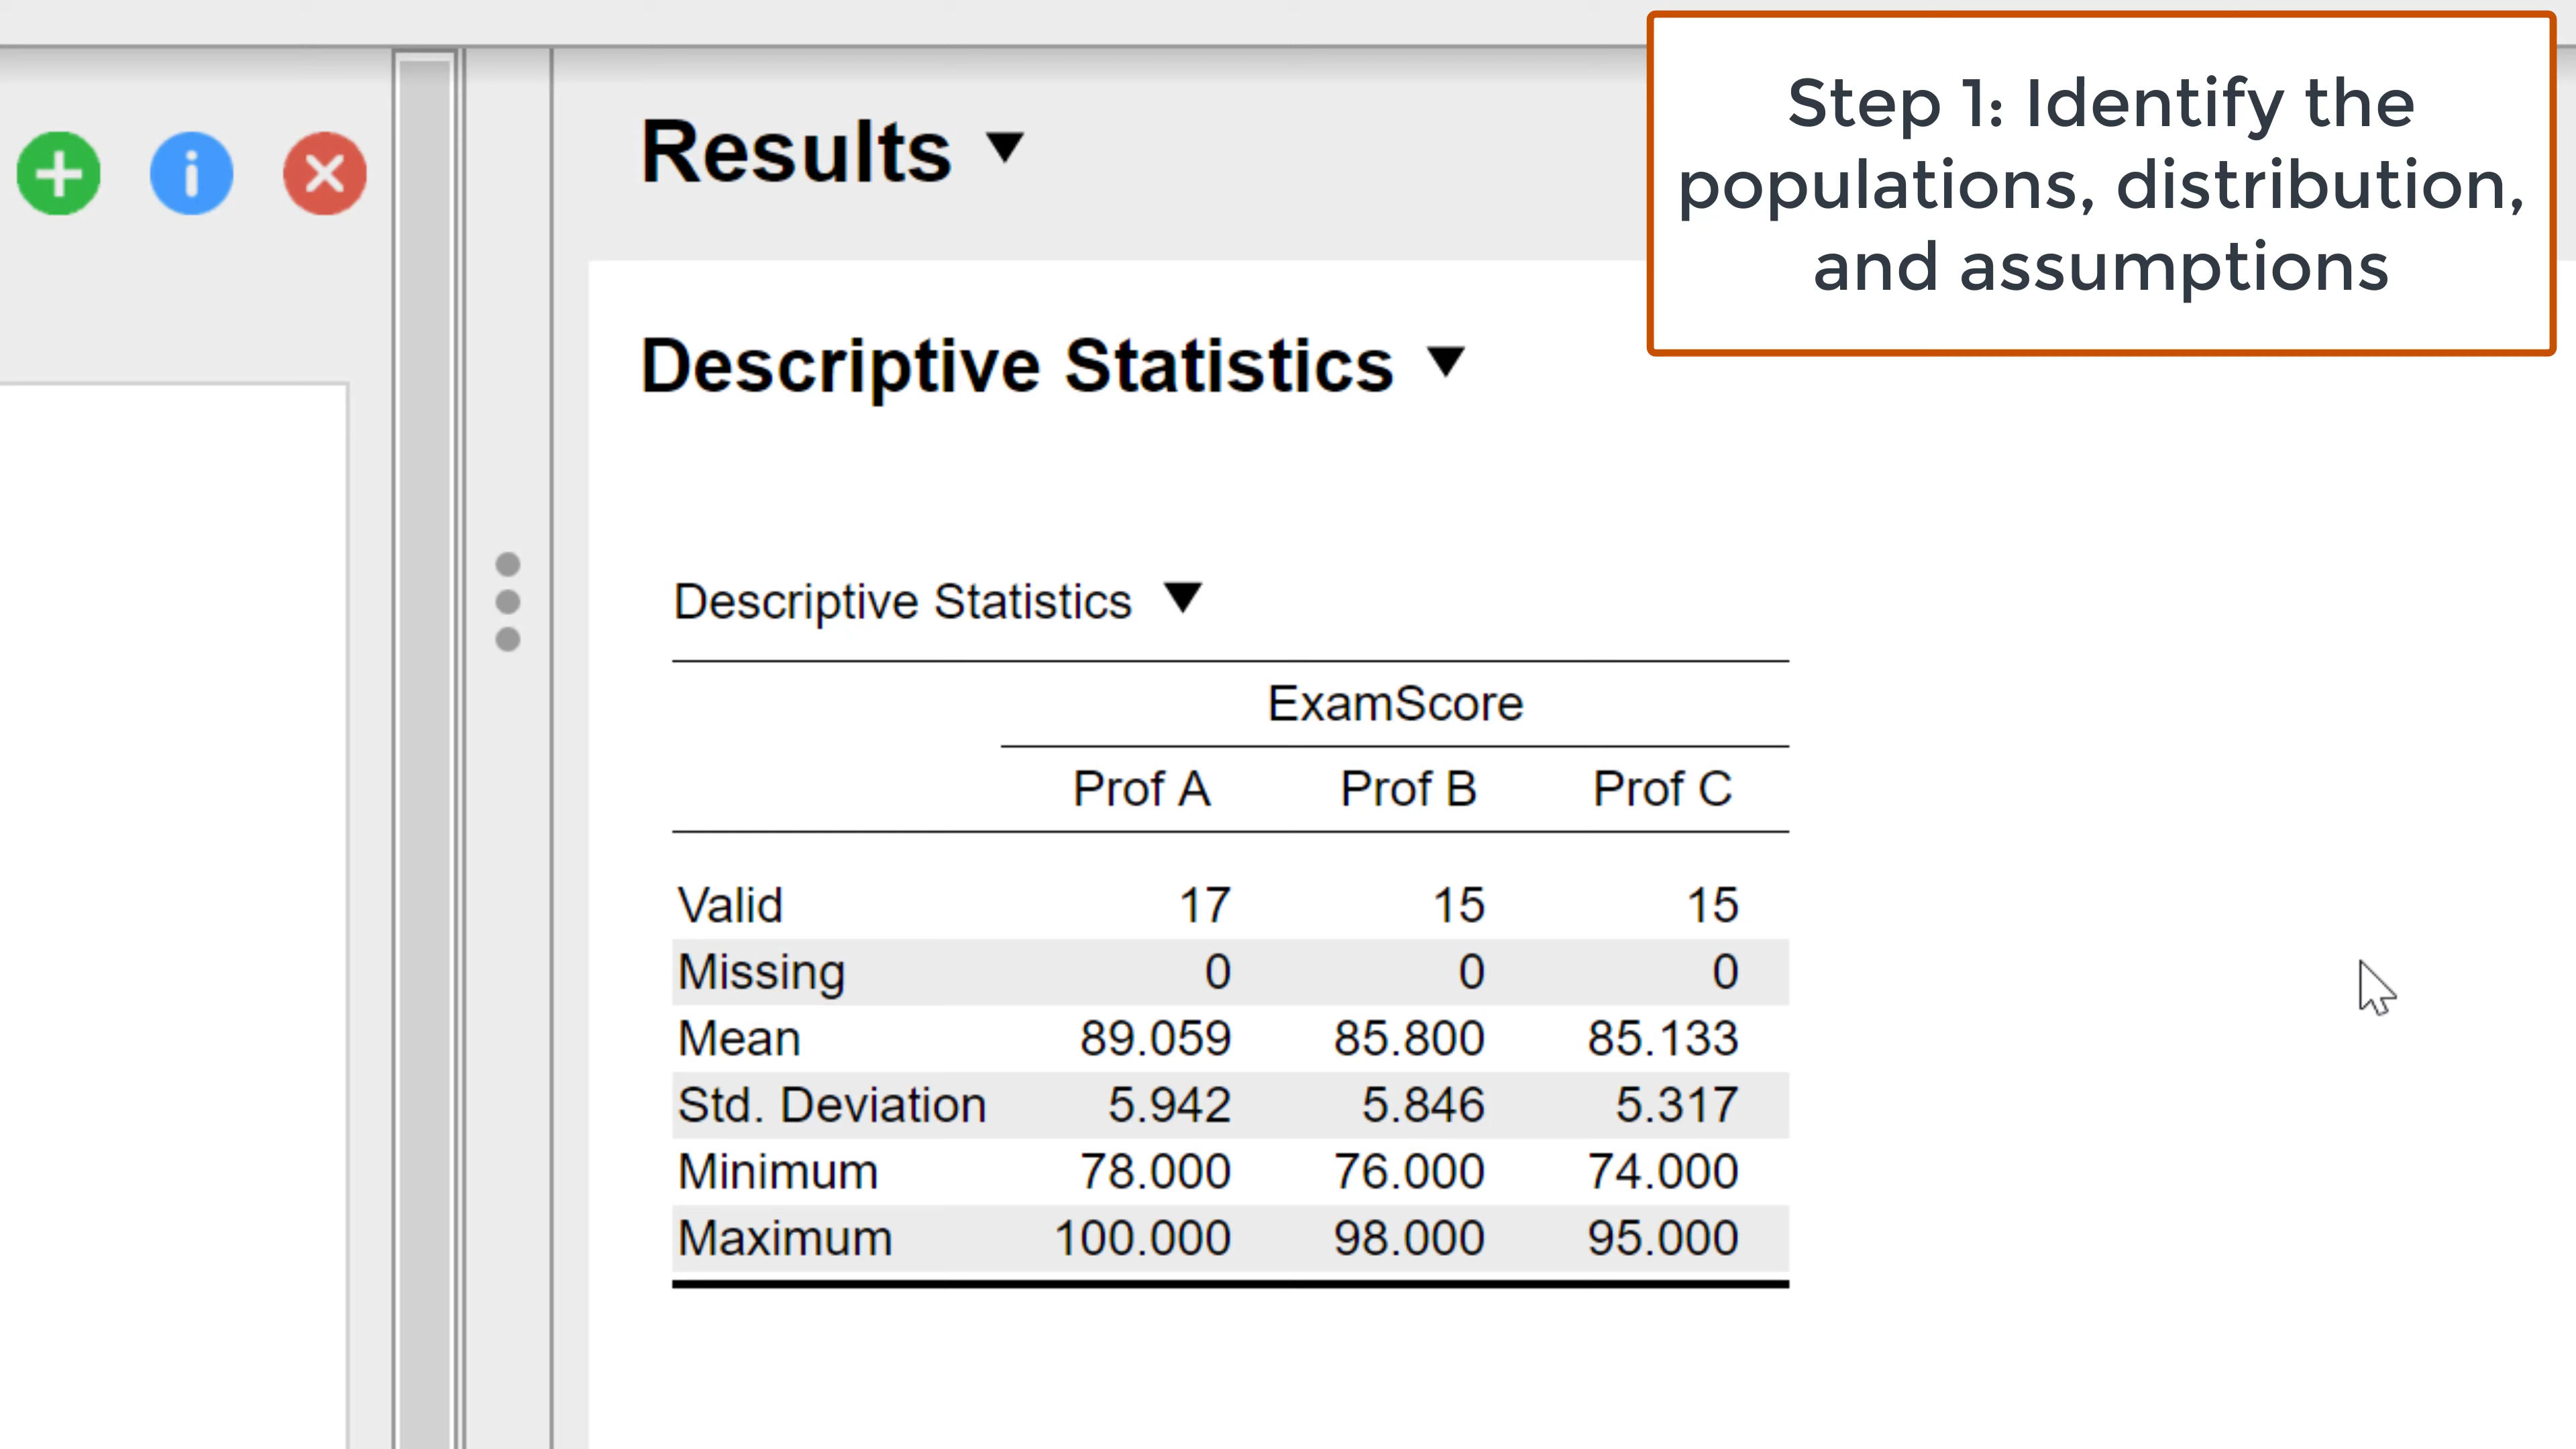 Step 1: Identify the
populations, distribution,
and assumptions
Results
Descriptive Statistics
Descriptive Statistics
ExamScore
Prof A Prof B Prof C
Valid 17 15 15
Missing 0 0 0
Mean 89.059 85.800 85.133
Std. Deviation 5.942 5.846 5.317
Minimum 78.000 76.000 74.000
Maximum 100.000 98.000 95.000